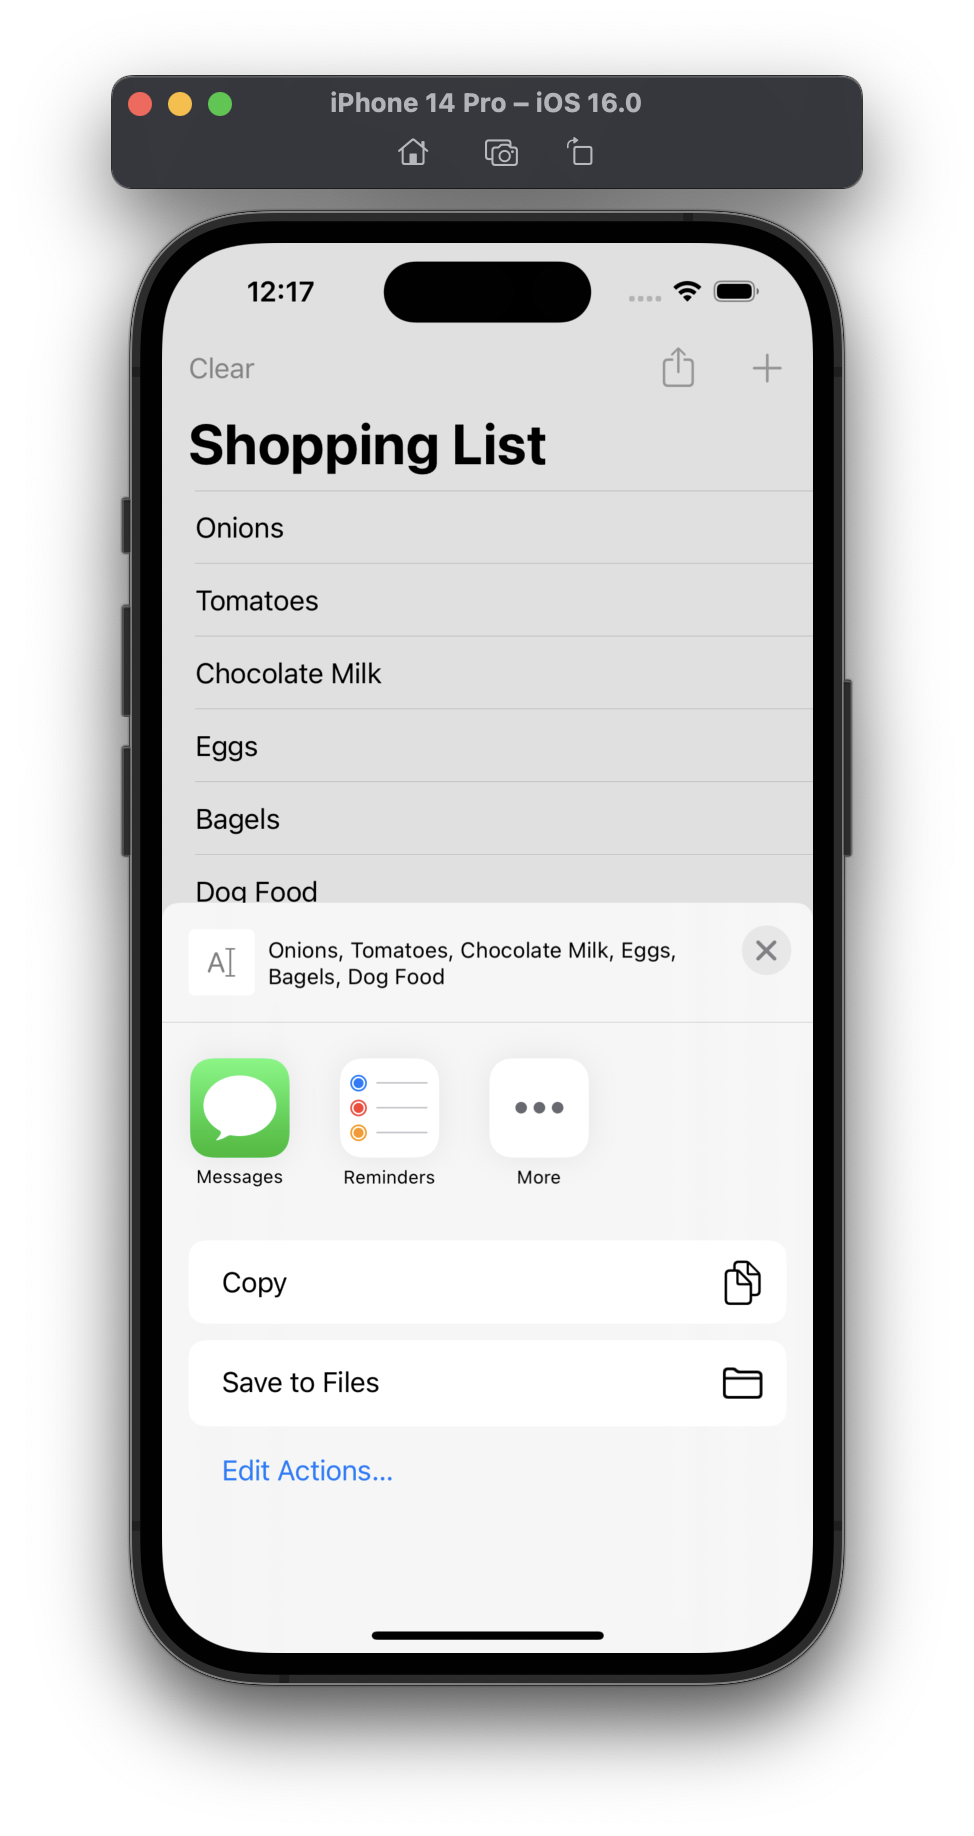 iPhone 14 Pro – iOS 16.0
12:17
Clear
Shopping List
Onions
Tomatoes
Chocolate Milk
Eggs
Bagels
Dog Food
A
Onions, Tomatoes, Chocolate Milk, Eggs,
Bagels, Dog Food
Messages
Reminders
More
Copy
Save to Files
Edit Actions...